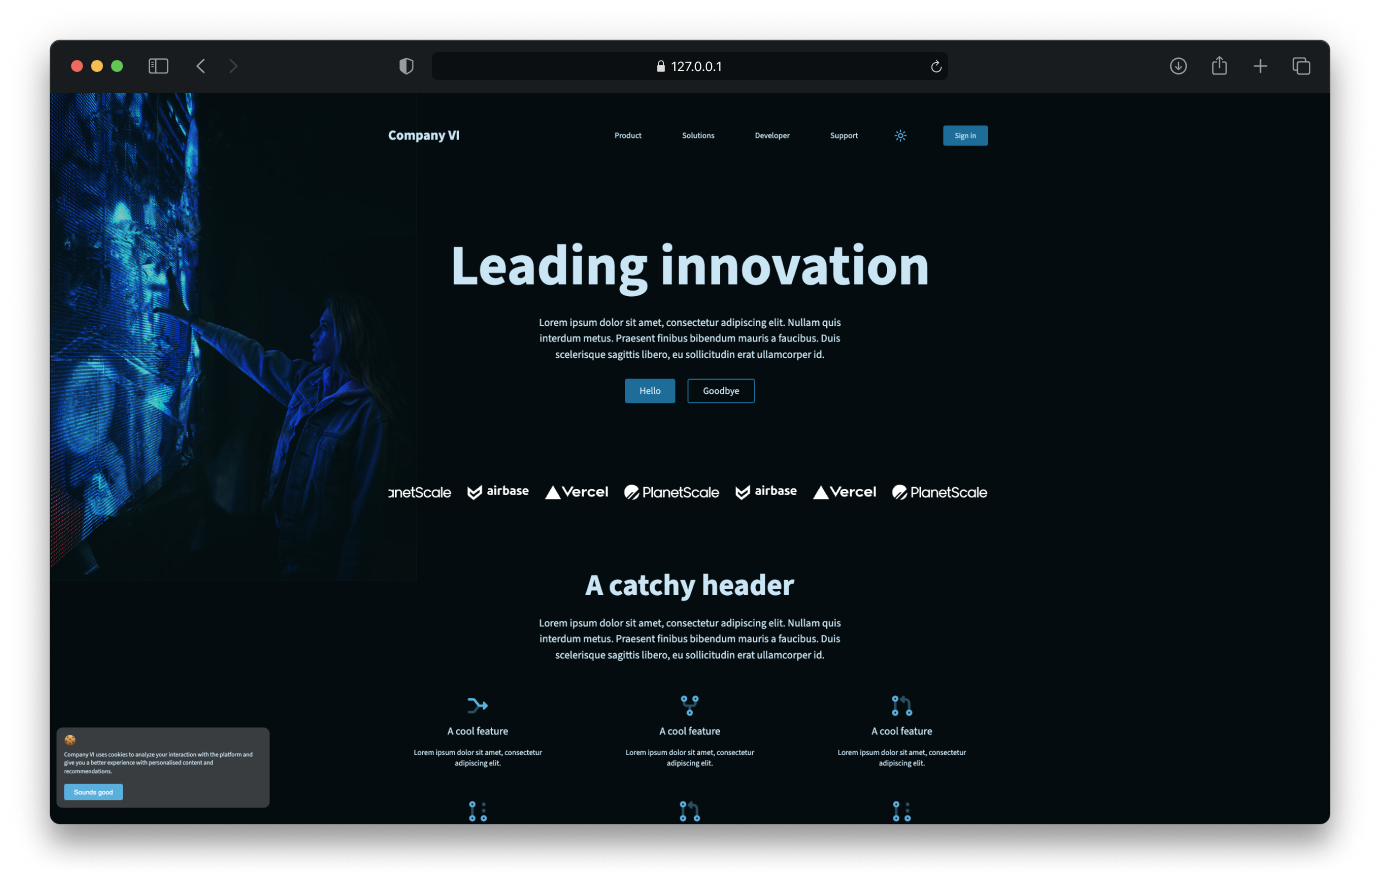 127.0.0.1
Company VI
Product
Solutions
Developer
Support
Sign in
Leading innovation
Lorem ipsum dolor sit amet, consectetur adipiscing elit. Nullam quis
interdum metus. Praesent finibus bibendum mauris a faucibus. Duis
scelerisque sagittis libero, eu sollicitudin erat ullamcorper id.
Hello
Goodbye
anetScale airbase Vercel PlanetScale airbase Vercel PlanetScale
A catchy header
Lorem ipsum dolor sit amet, consectetur adipiscing elit. Nullam quis
interdum metus. Praesent finibus bibendum mauris a faucibus. Duis
scelerisque sagittis libero, eu sollicitudin erat ullamcorper id.
A cool feature
Lorem ipsum dolor sit amet, consectetur
adipiscing elit.
A cool feature
Lorem ipsum dolor sit amet, consectetur
adipiscing elit.
A cool feature
Lorem ipsum dolor sit amet, consectetur
adipiscing elit.
Company VI uses cookies to analyze your interaction with the platform and
give you a better experience with personalised content and
recommendations.
Sounds good